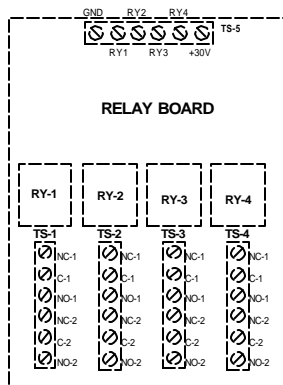 GND RY2 RY4
TS-5
RY1 RY3 +30V
RELAY BOARD
RY-1 RY-2 RY-3 RY-4
TS-1 TS-2 TS-3 TS-4
NC-1 NC-1 NC-1 NC-1
C-1 C-1 C-1 C-1
NO-1 NO-1 NO-1 NO-1
NC-2 NC-2 NC-2 NC-2
C-2 C-2 C-2 C-2
NO-2 NO-2 NO-2 NO-2